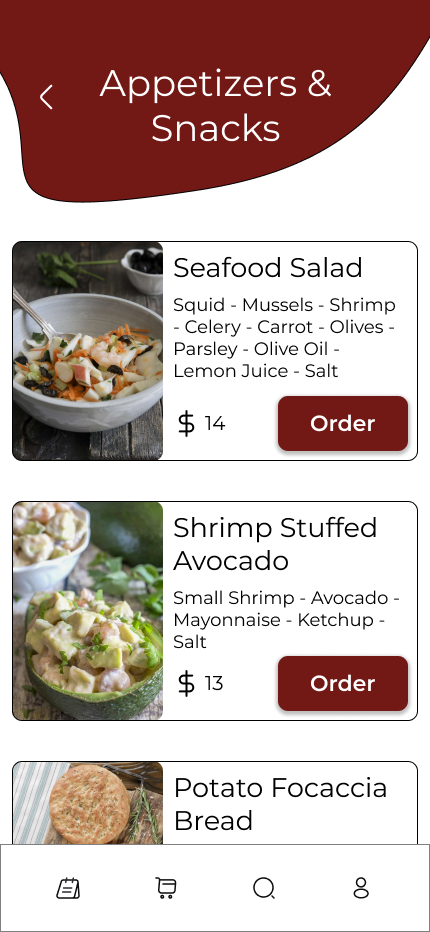 Appetizers &
Snacks
Seafood Salad
Squid - Mussels - Shrimp
- Celery - Carrot - Olives -
Parsley - Olive Oil -
Lemon Juice - Salt
$ 14
Order
Shrimp Stuffed
Avocado
Small Shrimp - Avocado -
Mayonnaise - Ketchup -
Salt
$ 13
Order
Potato Focaccia
Bread